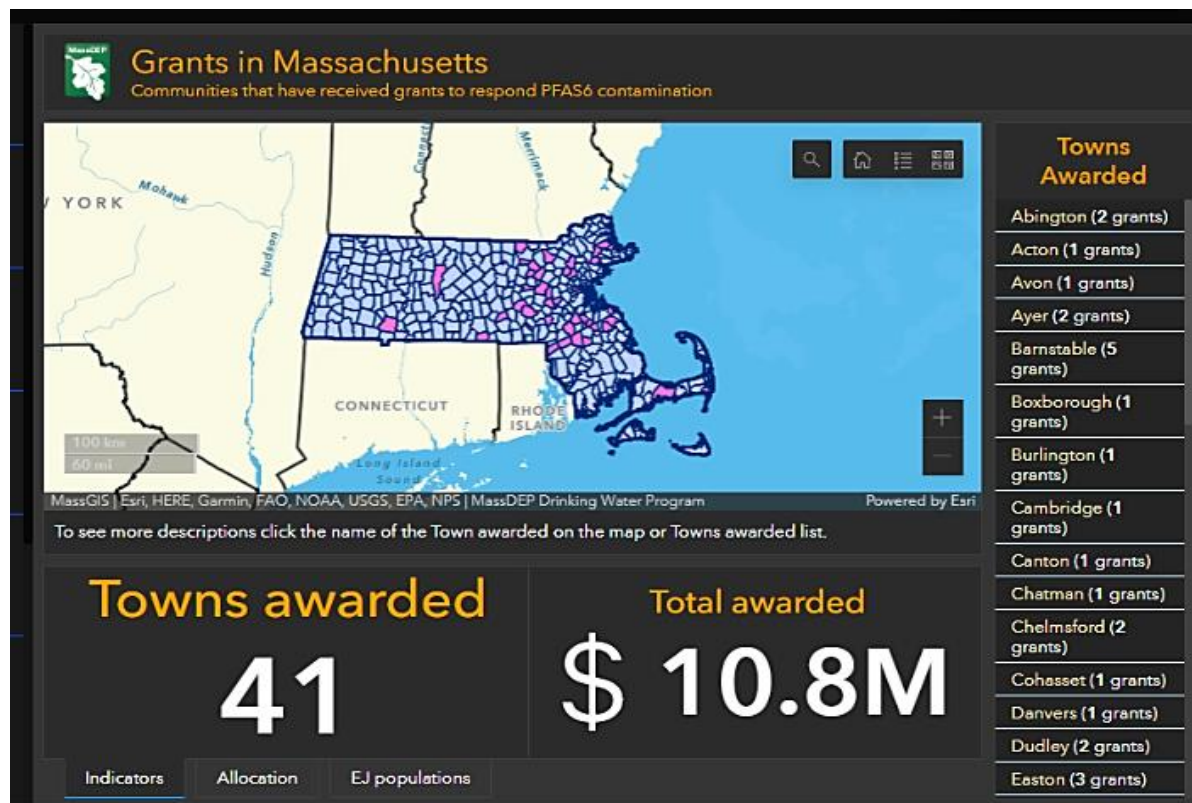 MassDEP
Grants in Massachusetts
Communities that have received grants to respond PFAS6 contamination
Mohawk
YORK
Hudson
Connect
Merrimack
CONNECTICUT
RHODE
ISLAND
Long Island
Sound
100 km
60 mi
+
MassGIS | Esri, HERE, Garmin, FAO, NOAA, USGS, EPA, NPS | MassDEP Drinking Water Program
Powered by Esri
To see more descriptions click the name of the Town awarded on the map or Towns awarded list.
Towns awarded
41
Total awarded
$ 10.8M
Indicators
Allocation
EJ populations
Towns
Awarded
Abington (2 grants)
Acton (1 grants)
Avon (1 grants)
Ayer (2 grants)
Barnstable (5
grants)
Boxborough (1
grants)
Burlington (1
grants)
Cambridge (1
grants)
Canton (1 grants)
Chatman (1 grants)
Chelmsford (2
grants)
Cohasset (1 grants)
Danvers (1 grants)
Dudley (2 grants)
Easton (3 grants)